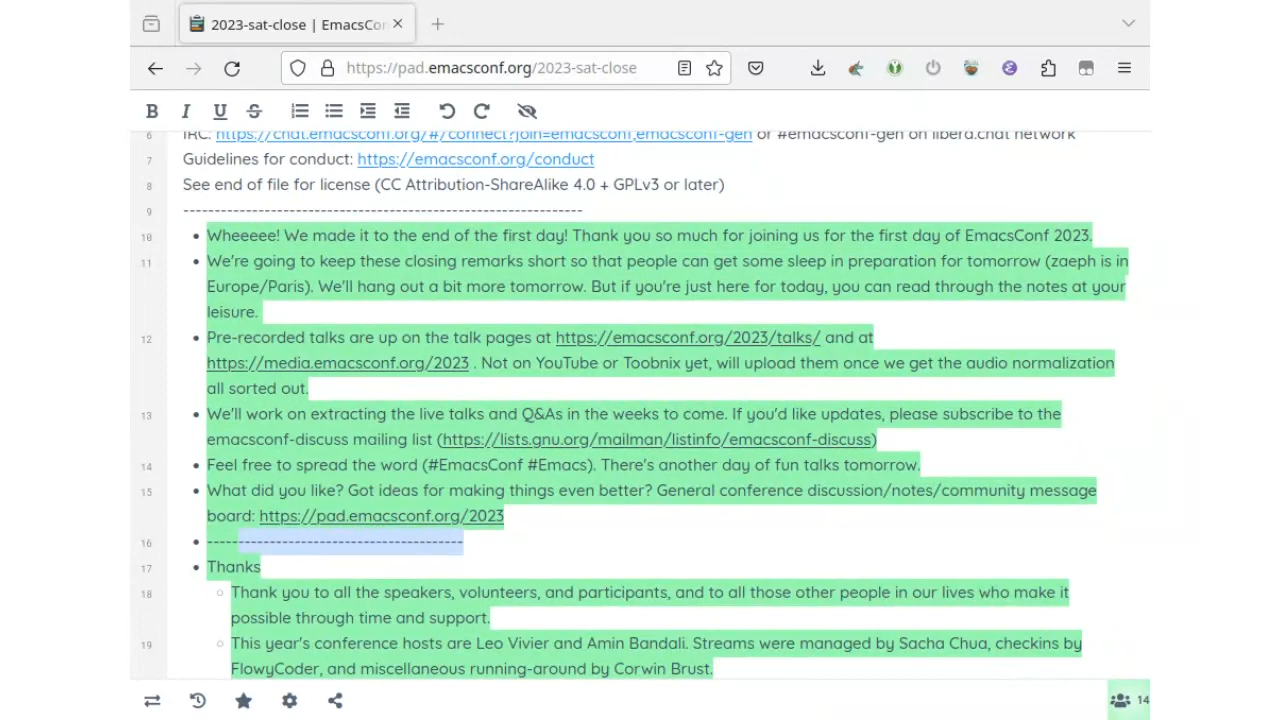 2023-sat-close | EmacsCo
https://pad.emacsconf.org/2023-sat-close
B I U S
6 IRC: https://chat.emacsconf.org/#/connect?join=emacsconf,emacsconf-gen or #emacsconf-gen on libera.chat network
7 Guidelines for conduct: https://emacsconf.org/conduct
8 See end of file for license (CC Attribution-ShareAlike 4.0 + GPLv3 or later)
9 ----------------------------------------------------------------
10 Wheeeee! We made it to the end of the first day! Thank you so much for joining us for the first day of EmacsConf 2023.
11 We're going to keep these closing remarks short so that people can get some sleep in preparation for tomorrow (zaeph is in
Europe/Paris). We'll hang out a bit more tomorrow. But if you're just here for today, you can read through the notes at your
leisure.
12 Pre-recorded talks are up on the talk pages at https://emacsconf.org/2023/talks/ and at
https://media.emacsconf.org/2023 . Not on YouTube or Toobnix yet, will upload them once we get the audio normalization
all sorted out.
13 We'll work on extracting the live talks and Q&As in the weeks to come. If you'd like updates, please subscribe to the
emacsconf-discuss mailing list (https://lists.gnu.org/mailman/listinfo/emacsconf-discuss)
14 Feel free to spread the word (#EmacsConf #Emacs). There's another day of fun talks tomorrow.
15 What did you like? Got ideas for making things even better? General conference discussion/notes/community message
board: https://pad.emacsconf.org/2023
16 -----------------------------------------
17 Thanks
18 Thank you to all the speakers, volunteers, and participants, and to all those other people in our lives who make it
possible through time and support.
19 This year's conference hosts are Leo Vivier and Amin Bandali. Streams were managed by Sacha Chua, checkins by
FlowyCoder, and miscellaneous running-around by Corwin Brust.
14